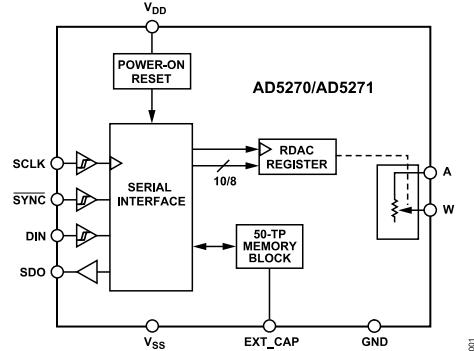 VDD
POWER-ON
RESET
AD5270/AD5271
SCLK
SYNC
DIN
SDO
SERIAL
INTERFACE
10/8
RDAC
REGISTER
A
W
50-TP
MEMORY
BLOCK
VSS
EXT_CAP
GND
001